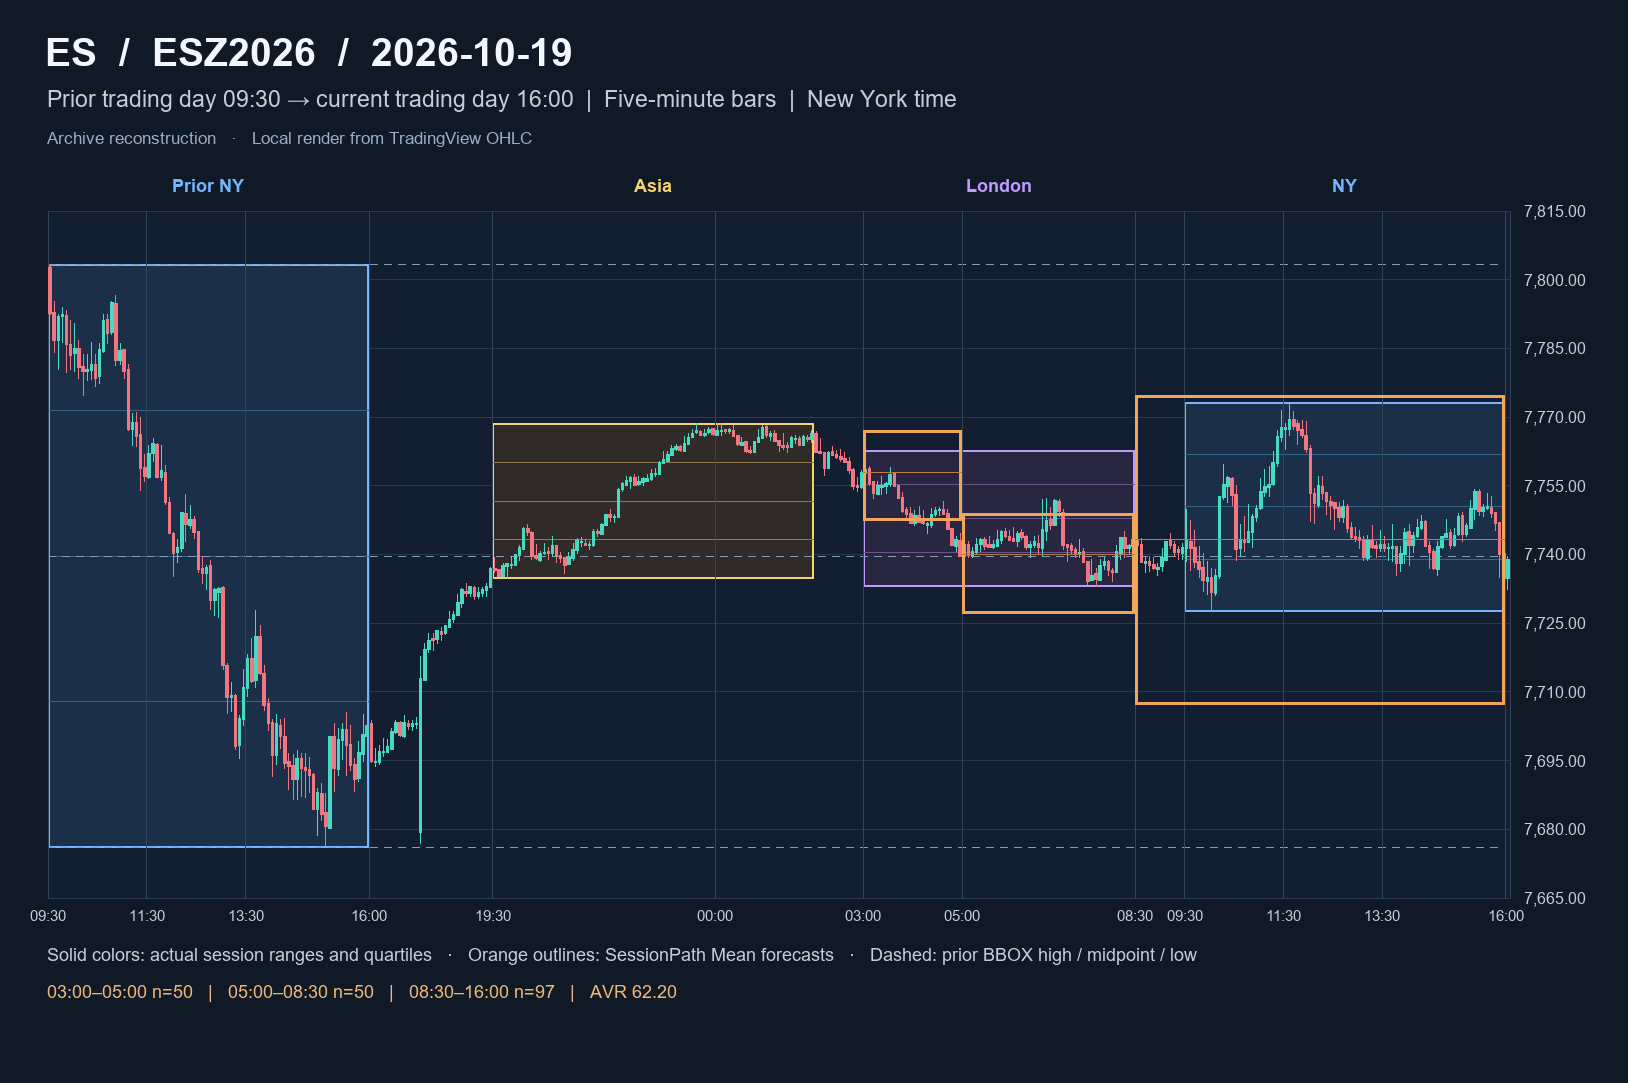 ES / ESZ2026 / 2026-10-19
Prior trading day 09:30 → current trading day 16:00 | Five-minute bars | New York time
Archive reconstruction · Local render from TradingView OHLC
Prior NY Asia London NY
7,815.00
7,800.00
7,785.00
7,770.00
7,755.00
7,740.00
7,725.00
7,710.00
7,695.00
7,680.00
7,665.00
09:30 11:30 13:30 16:00 19:30 00:00 03:00 05:00 08:30 09:30 11:30 13:30 16:00
Solid colors: actual session ranges and quartiles · Orange outlines: SessionPath Mean forecasts · Dashed: prior BBOX high / midpoint / low
03:00–05:00 n=50 | 05:00–08:30 n=50 | 08:30–16:00 n=97 | AVR 62.20